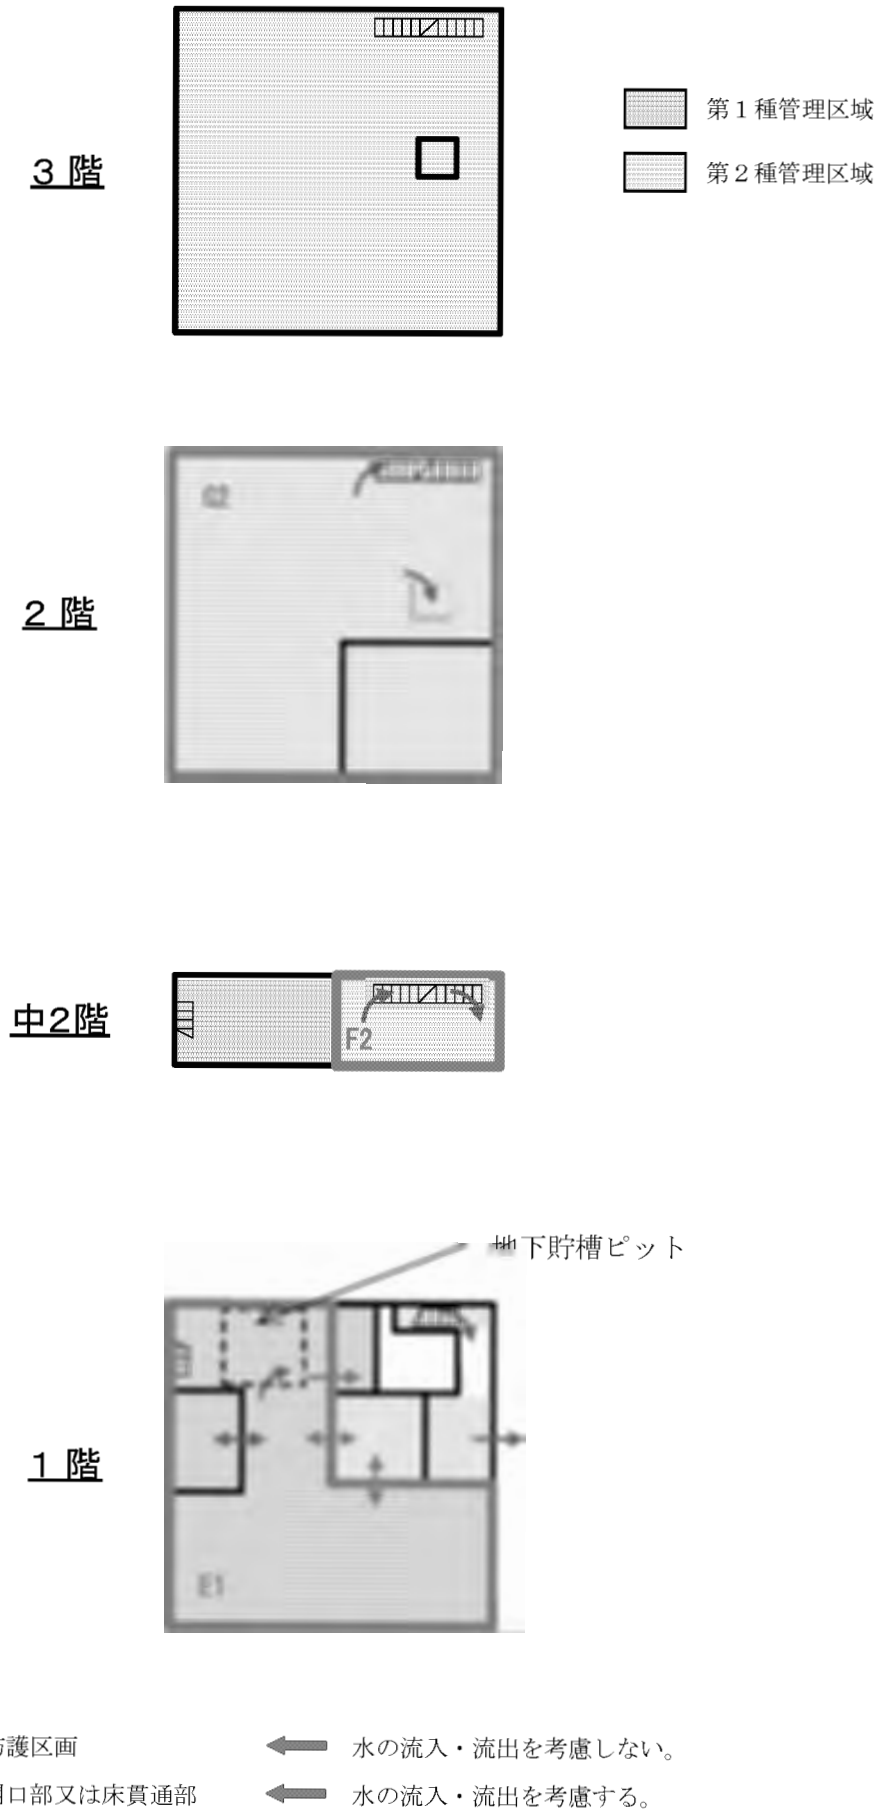 第１種管理区域
３ 階
第２種管理区域
G2
２ 階
中２階
F2
地下貯槽ピット
１ 階
E1
護区画
水の流入・流出を考慮しない。
口部又は床貫通部
水の流入・流出を考慮する。